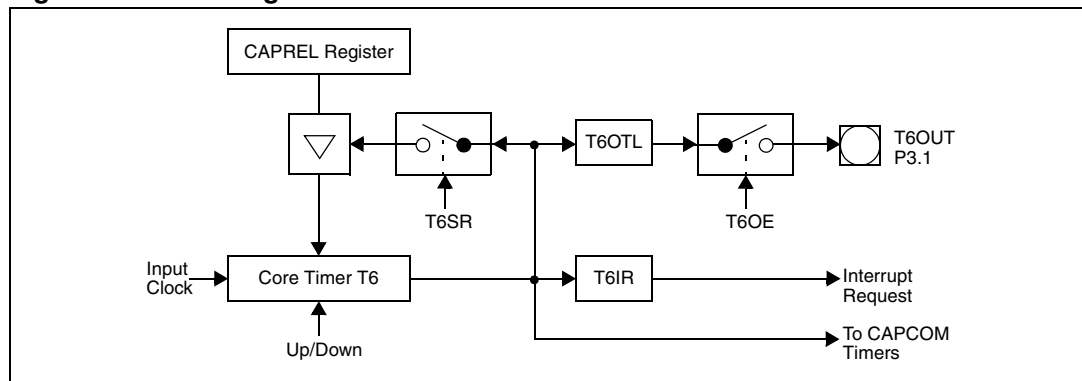 CAPREL Register
T6OTL
T6OUT
P3.1
T6SR
T6OE
Input
Clock
Core Timer T6
T6IR
Interrupt
Request
Up/Down
To CAPCOM
Timers